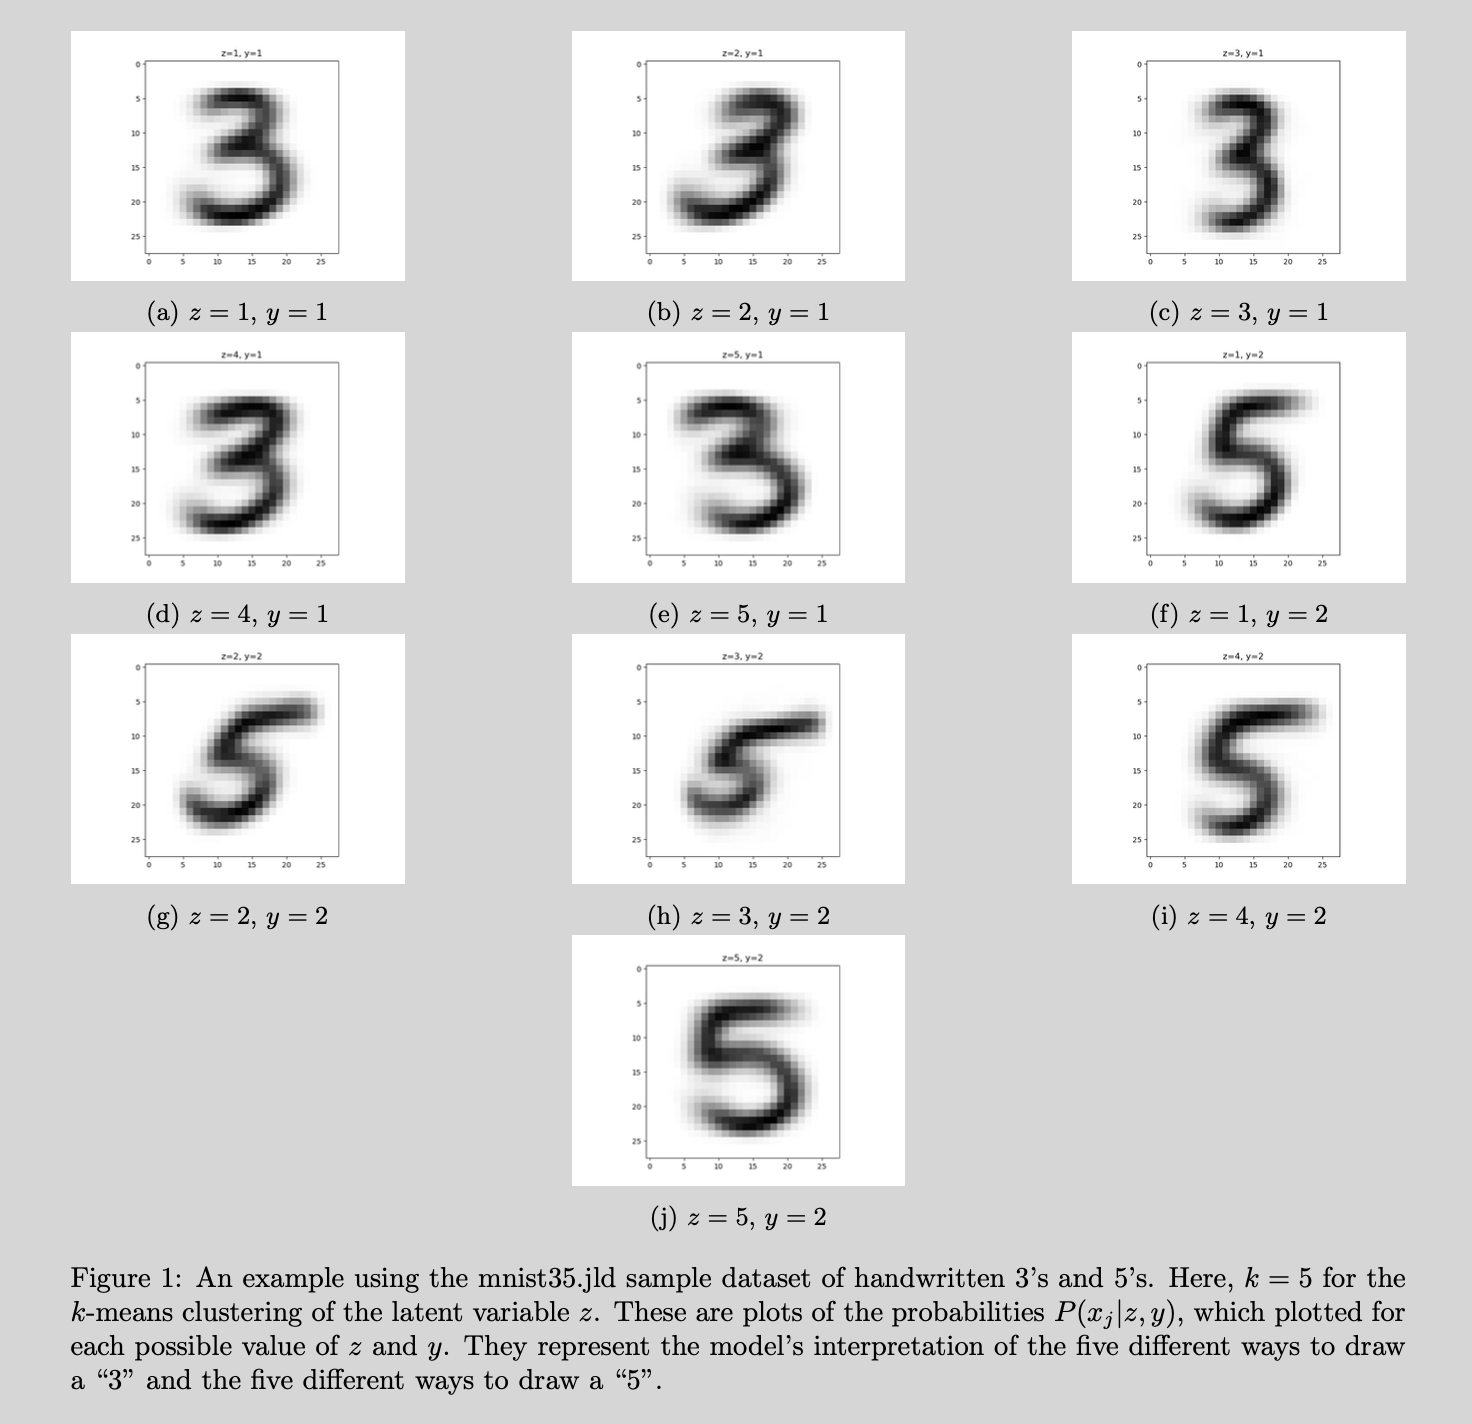 z=1, y=1
0
5
10
15
20
25
0 5 10 15 20 25
(a) z = 1, y = 1
z=2, y=1
0
5
10
15
20
25
0 5 10 15 20 25
(b) z = 2, y = 1
z=3, y=1
0
5
10
15
20
25
0 5 10 15 20 25
(c) z = 3, y = 1
z=4, y=1
0
5
10
15
20
25
0 5 10 15 20 25
(d) z = 4, y = 1
z=5, y=1
0
5
10
15
20
25
0 5 10 15 20 25
(e) z = 5, y = 1
z=1, y=2
0
5
10
15
20
25
0 5 10 15 20 25
(f) z = 1, y = 2
z=2, y=2
0
5
10
15
20
25
0 5 10 15 20 25
(g) z = 2, y = 2
z=3, y=2
0
5
10
15
20
25
0 5 10 15 20 25
(h) z = 3, y = 2
z=4, y=2
0
5
10
15
20
25
0 5 10 15 20 25
(i) z = 4, y = 2
z=5, y=2
0
5
10
15
20
25
0 5 10 15 20 25
(j) z = 5, y = 2
Figure 1: An example using the mnist35.jld sample dataset of handwritten 3’s and 5’s. Here, k = 5 for the
k-means clustering of the latent variable z. These are plots of the probabilities P(x_j|z, y), which plotted for
each possible value of z and y. They represent the model’s interpretation of the five different ways to draw
a “3” and the five different ways to draw a “5”.